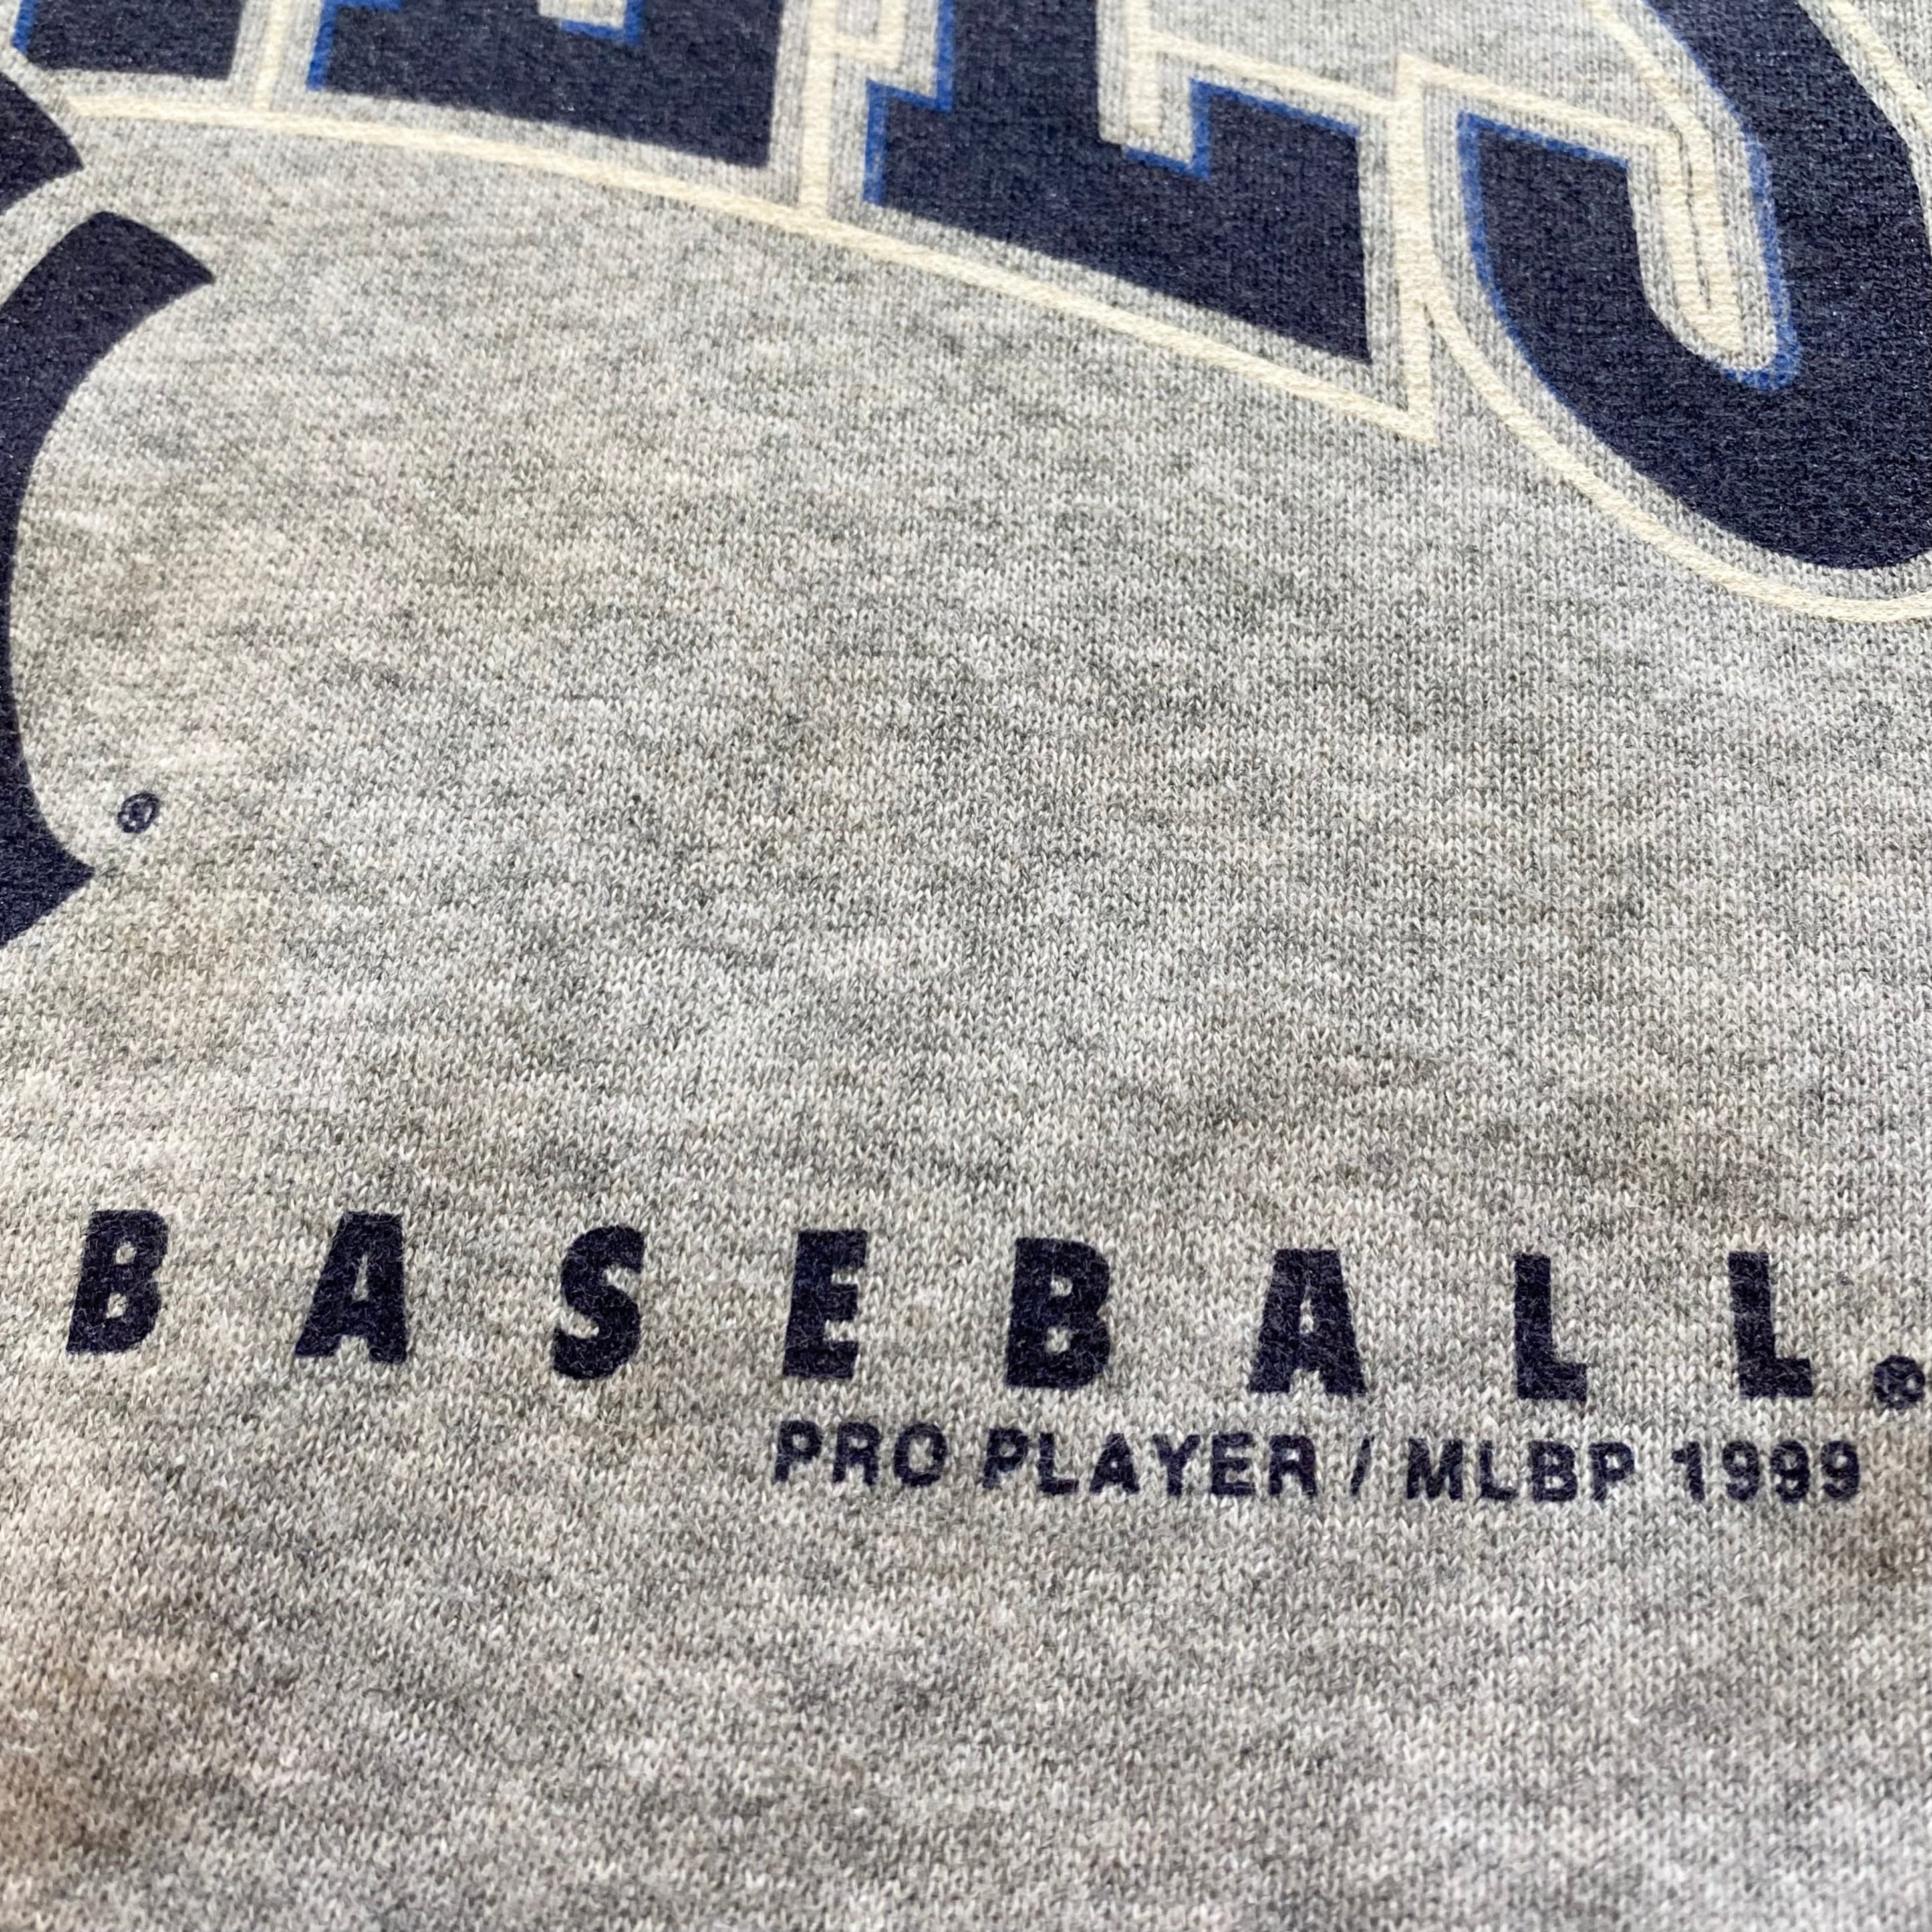 BASEBALL®
PRO PLAYER / MLBP 1999